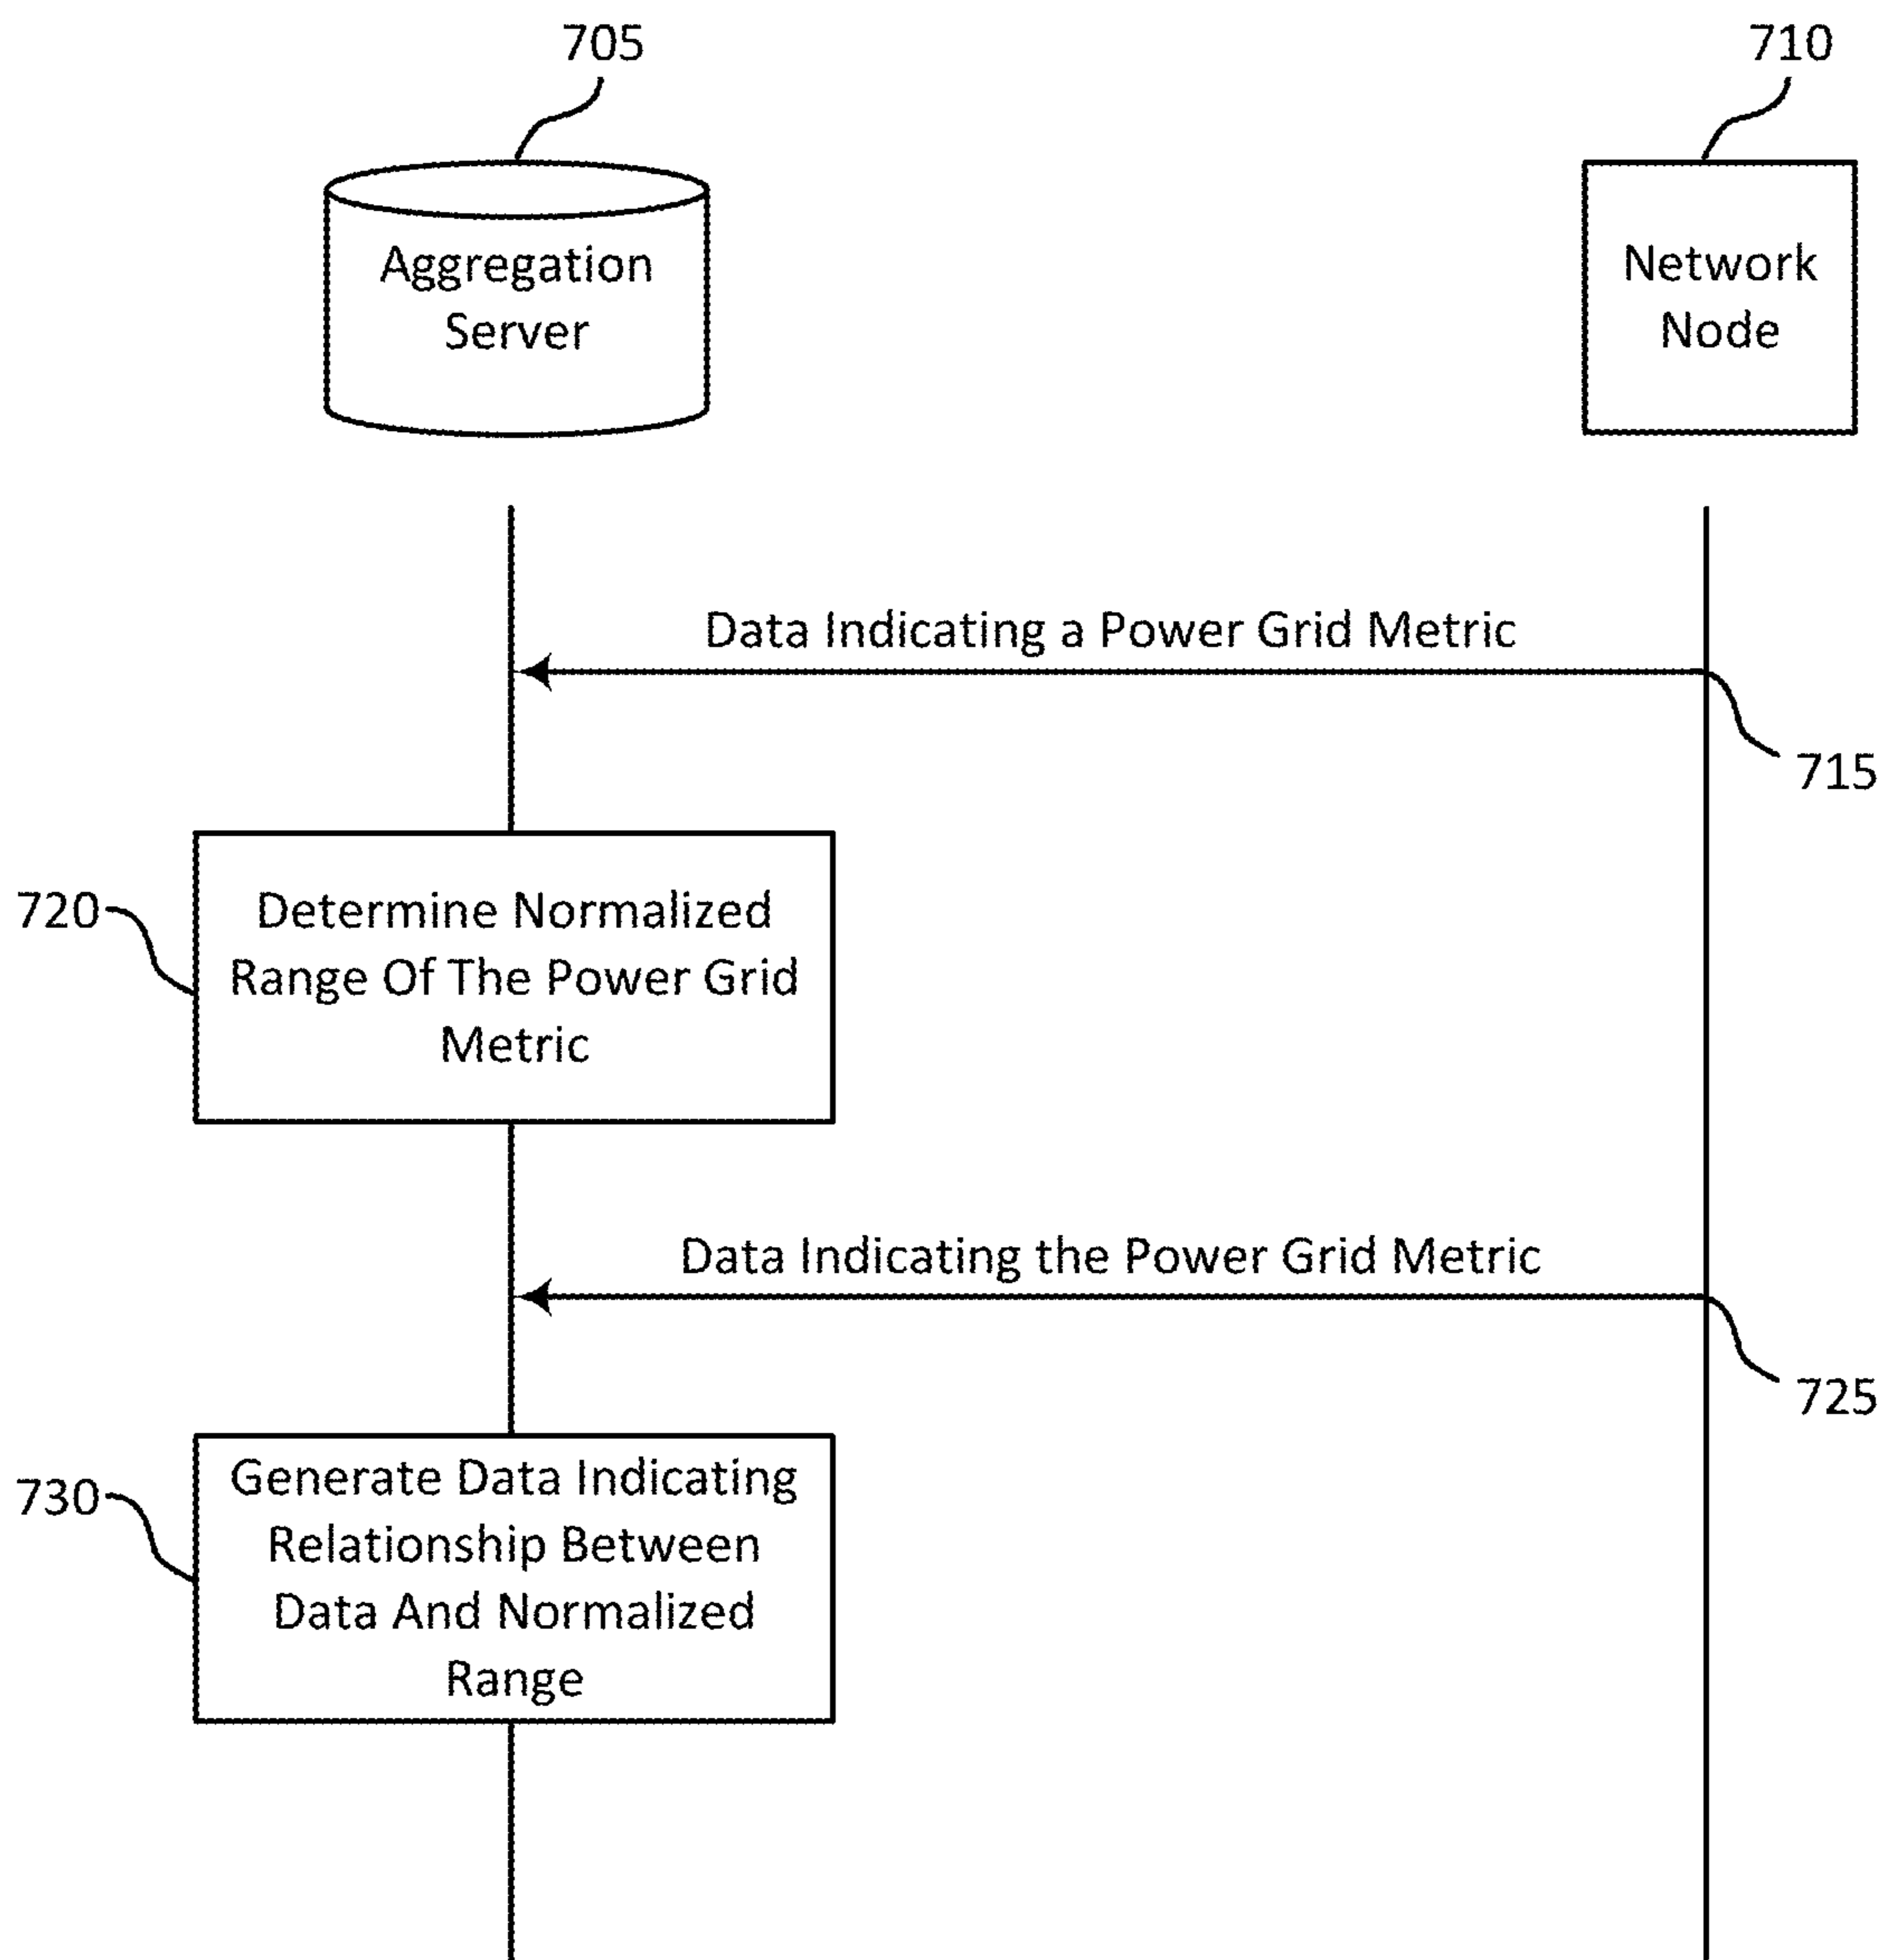 705
710
Aggregation
Server
Network
Node
Data Indicating a Power Grid Metric
715
720
Determine Normalized
Range Of The Power Grid
Metric
Data Indicating the Power Grid Metric
725
730
Generate Data Indicating
Relationship Between
Data And Normalized
Range